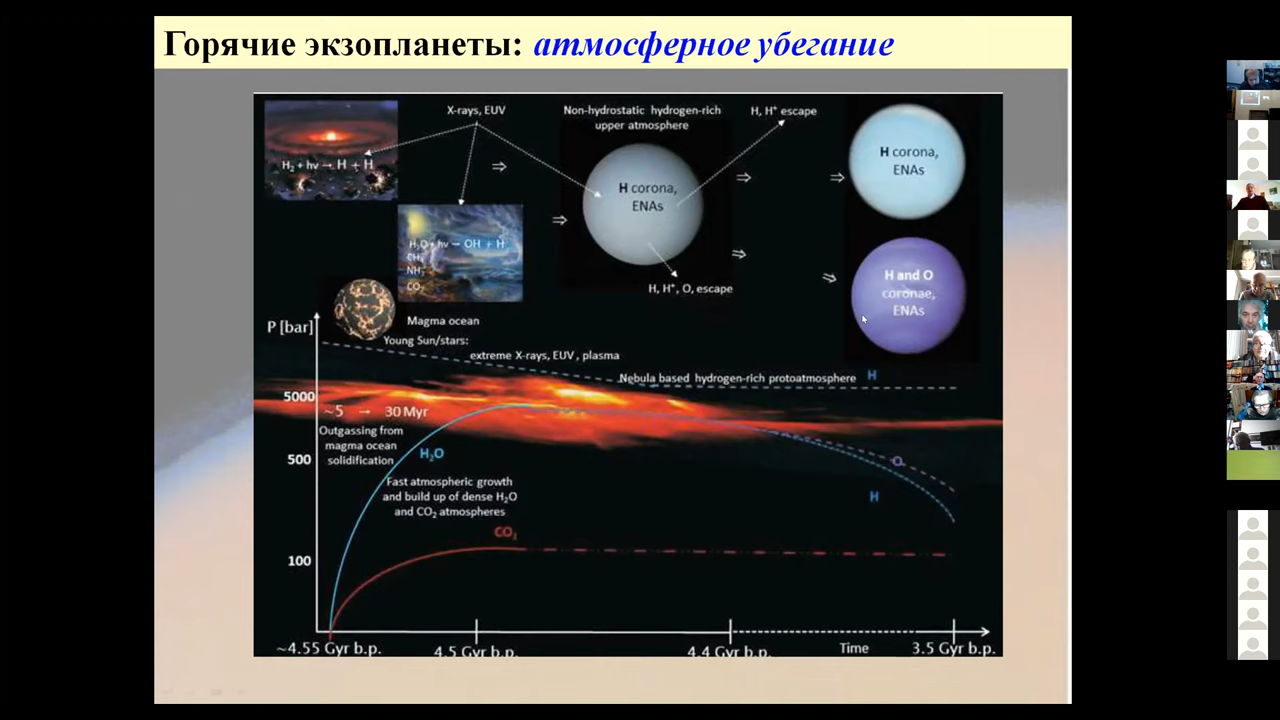 Горячие экзопланеты: атмосферное убегание
X-rays, EUV
Non-hydrostatic hydrogen-rich
upper atmosphere
H, H⁺ escape
H₂ + hν → H + H
H corona,
ENAs
H corona,
ENAs
H₂O + hν → OH + H
CH₄
NH₃
CO₂
H and O
coronae,
ENAs
H, H⁺, O, escape
Magma ocean
P [bar]
Young Sun/stars:
extreme X-rays, EUV, plasma
Nebula based hydrogen-rich protoatmosphere
H
5000
~5 → 30 Myr
Outgassing from
magma ocean
solidification
H₂O
500
O
Fast atmospheric growth
and build up of dense H₂O
and CO₂ atmospheres
H
CO₂
100
~4.55 Gyr b.p.
4.5 Gyr b.p.
4.4 Gyr b.p.
Time
3.5 Gyr b.p.